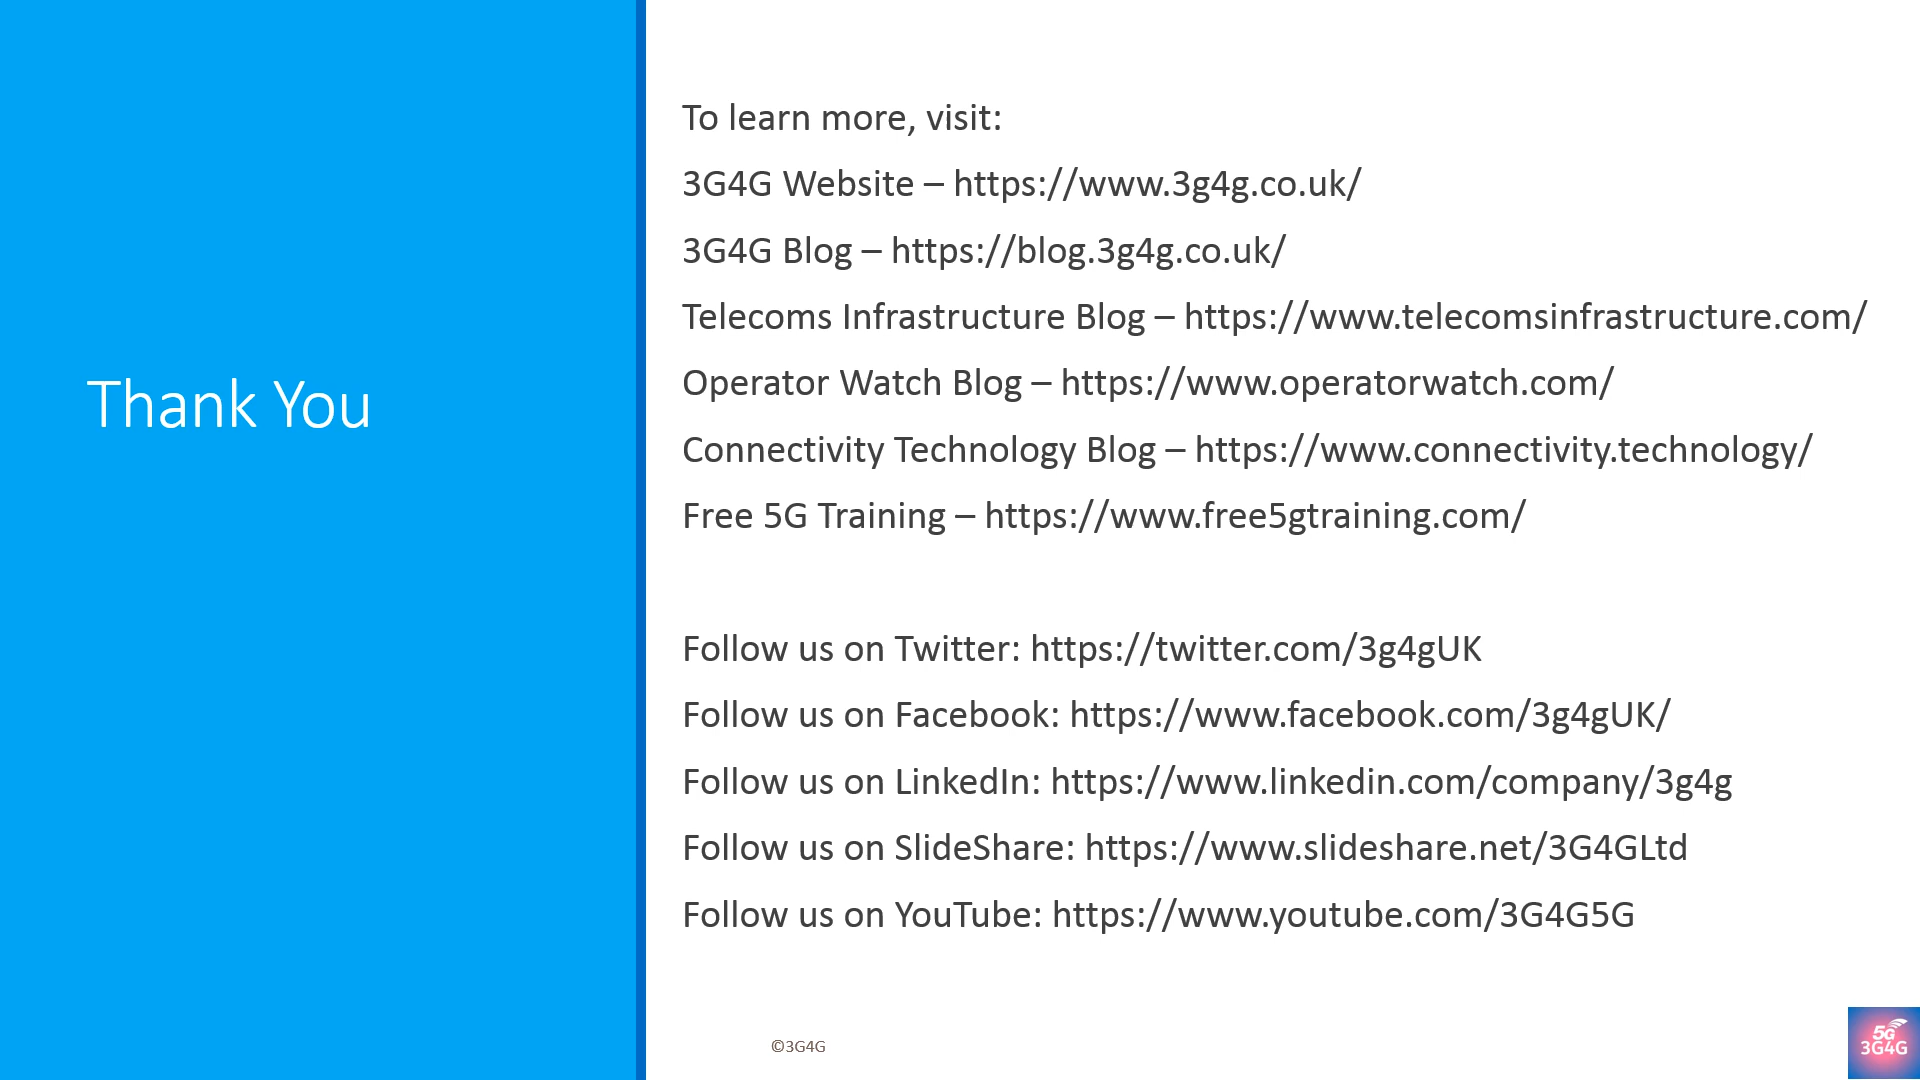 Thank You
To learn more, visit:
3G4G Website – https://www.3g4g.co.uk/
3G4G Blog – https://blog.3g4g.co.uk/
Telecoms Infrastructure Blog – https://www.telecomsinfrastructure.com/
Operator Watch Blog – https://www.operatorwatch.com/
Connectivity Technology Blog – https://www.connectivity.technology/
Free 5G Training – https://www.free5gtraining.com/
Follow us on Twitter: https://twitter.com/3g4gUK
Follow us on Facebook: https://www.facebook.com/3g4gUK/
Follow us on LinkedIn: https://www.linkedin.com/company/3g4g
Follow us on SlideShare: https://www.slideshare.net/3G4GLtd
Follow us on YouTube: https://www.youtube.com/3G4G5G
©3G4G
5G
3G4G